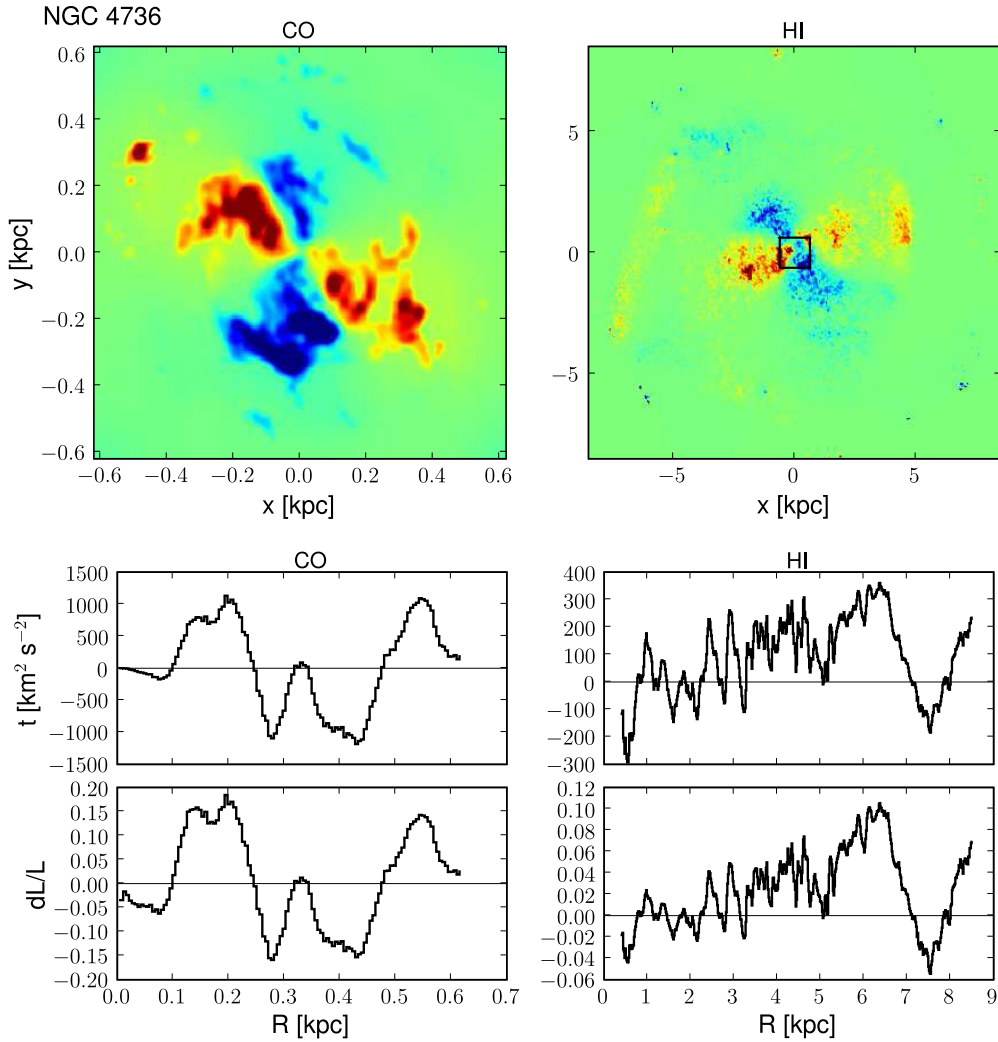 NGC 4736
CO
HI
0.6
0.4
0.2
0.0
−0.2
−0.4
−0.6
y [kpc]
−0.6 −0.4 −0.2 0.0 0.2 0.4 0.6
x [kpc]
5
0
−5
−5 0 5
x [kpc]
CO
HI
1500
1000
500
0
−500
−1000
−1500
t [km² s⁻²]
400
300
200
100
0
−100
−200
−300
0.20
0.15
0.10
0.05
0.00
−0.05
−0.10
−0.15
−0.20
dL/L
0.0 0.1 0.2 0.3 0.4 0.5 0.6 0.7
R [kpc]
0.12
0.10
0.08
0.06
0.04
0.02
0.00
−0.02
−0.04
−0.06
0 1 2 3 4 5 6 7 8 9
R [kpc]